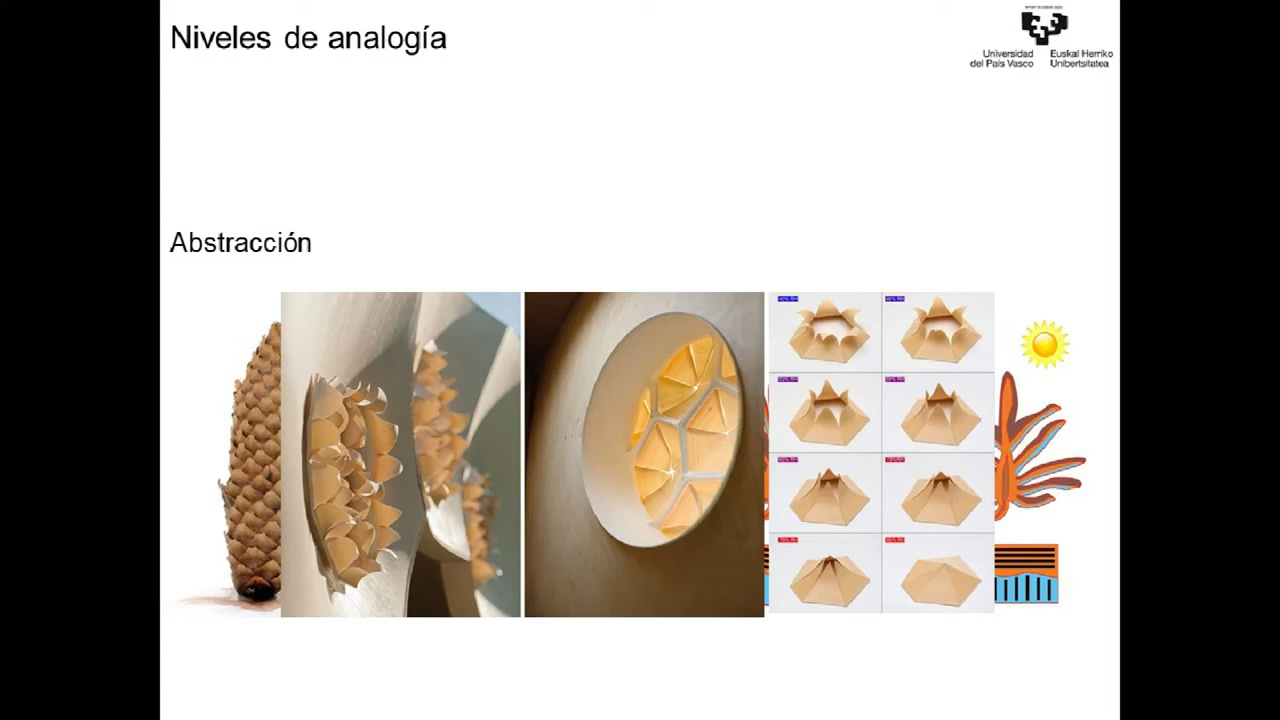 Niveles de analogía
Universidad del País Vasco
Euskal Herriko Unibertsitatea
Abstracción